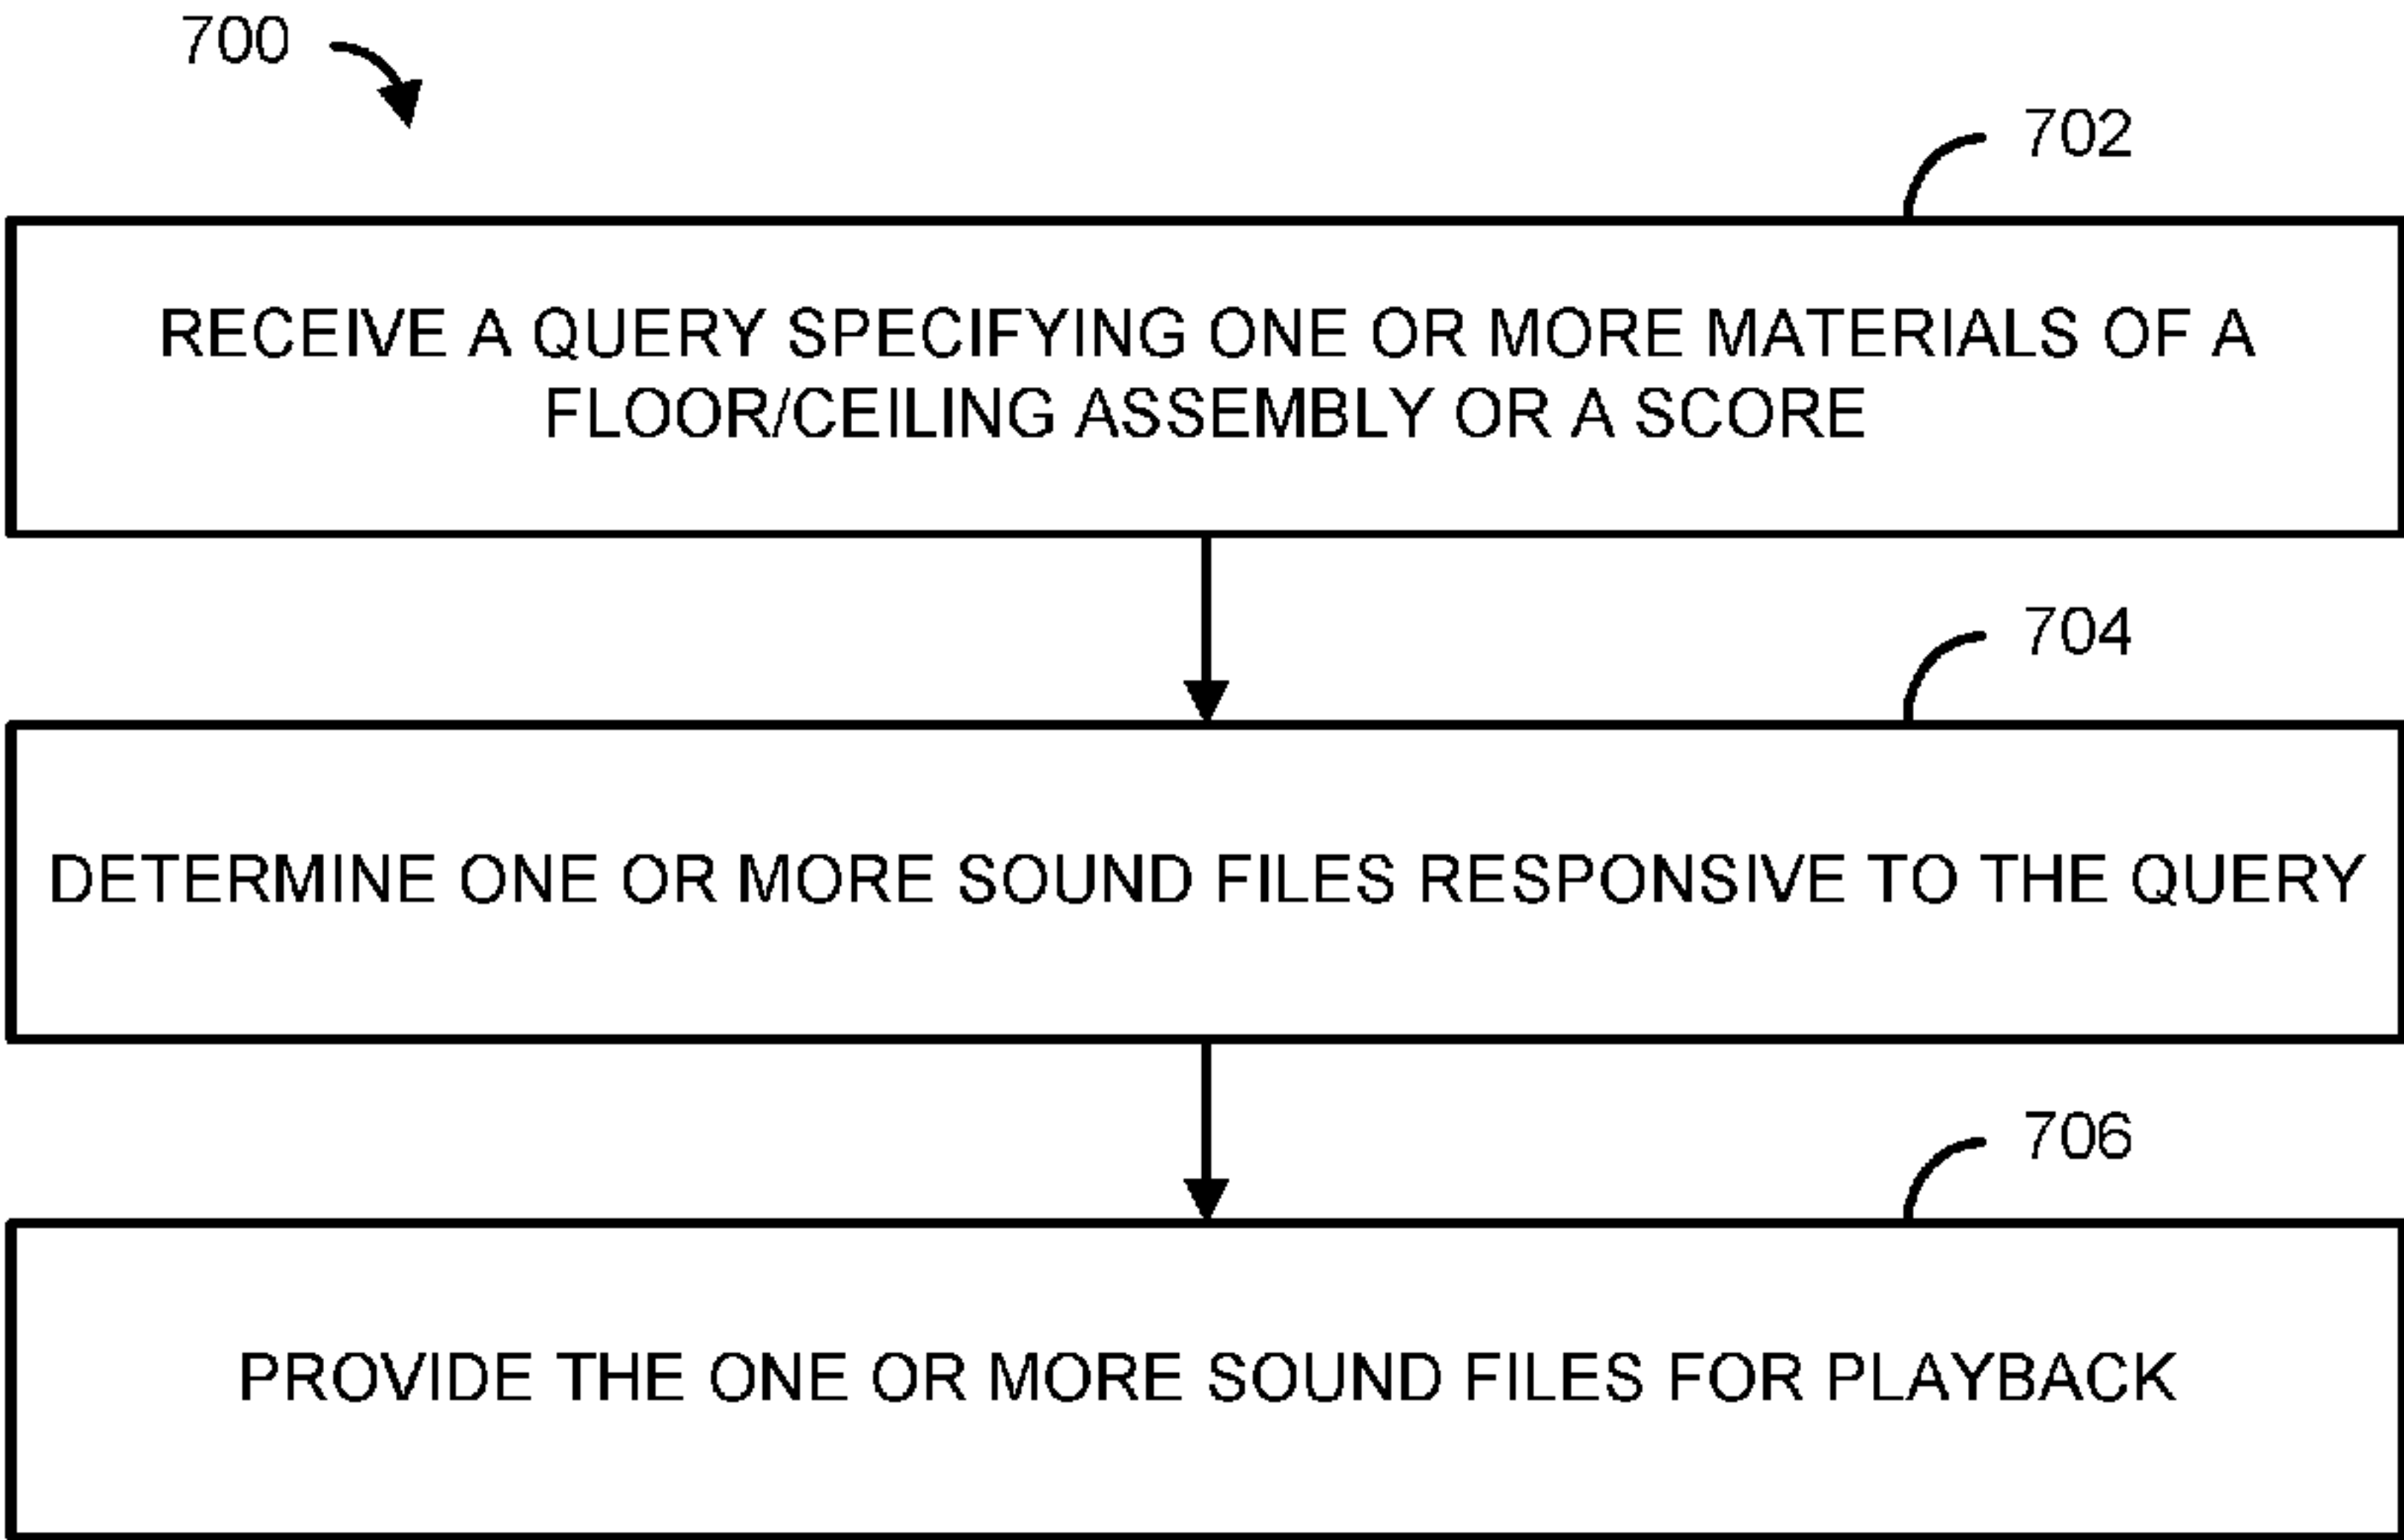 700
702
RECEIVE A QUERY SPECIFYING ONE OR MORE MATERIALS OF A
FLOOR/CEILING ASSEMBLY OR A SCORE
704
DETERMINE ONE OR MORE SOUND FILES RESPONSIVE TO THE QUERY
706
PROVIDE THE ONE OR MORE SOUND FILES FOR PLAYBACK